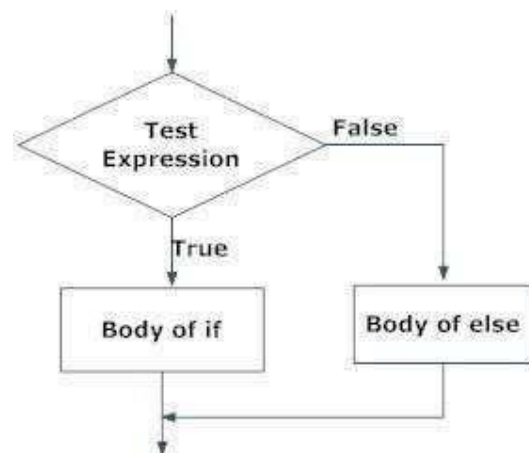 Test
Expression
False
True
Body of if
Body of else